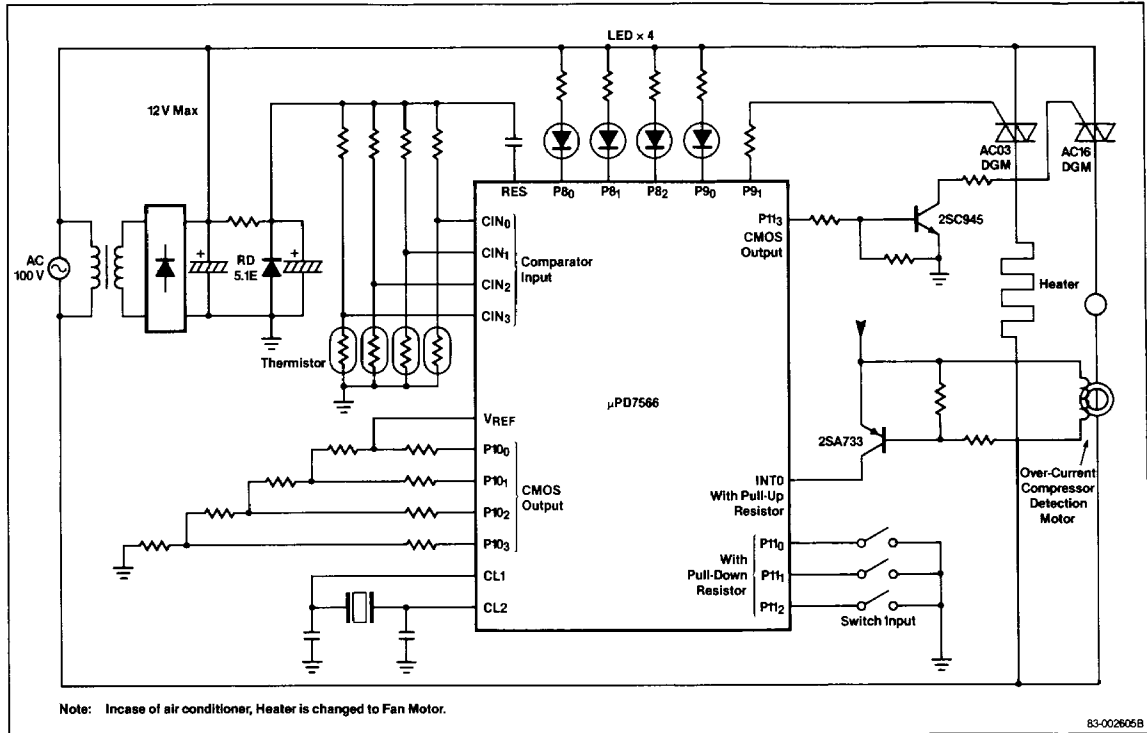 LED × 4
12V Max
RES
P8₀
P8₁
P8₂
P9₀
P9₁
AC03
DGM
AC16
DGM
AC
100 V
RD
5.1E
CIN₀
CIN₁
CIN₂
CIN₃
Comparator
Input
P11₃
CMOS
Output
2SC945
Heater
Thermistor
μPD7566
VREF
P10₀
P10₁
P10₂
P10₃
CMOS
Output
2SA733
INT0
With Pull-Up
Resistor
Over-Current
Compressor
Detection
Motor
P11₀
P11₁
P11₂
With
Pull-Down
Resistor
Switch Input
CL1
CL2
Note: Incase of air conditioner, Heater is changed to Fan Motor.
83-002605B